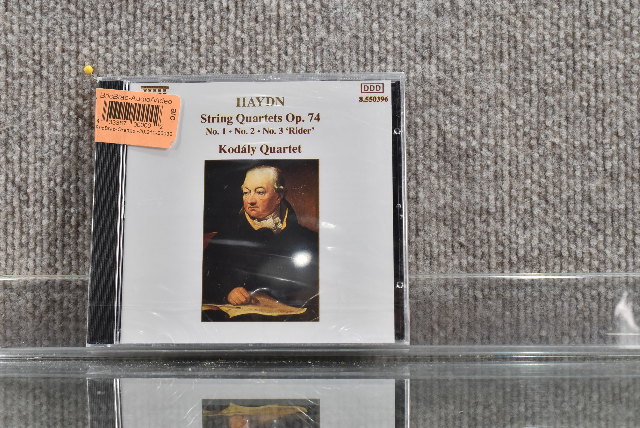 HAYDN
String Quartets Op. 74
No. 1 • No. 2 • No. 3 'Rider'
Kodály Quartet
DDD
8.550396